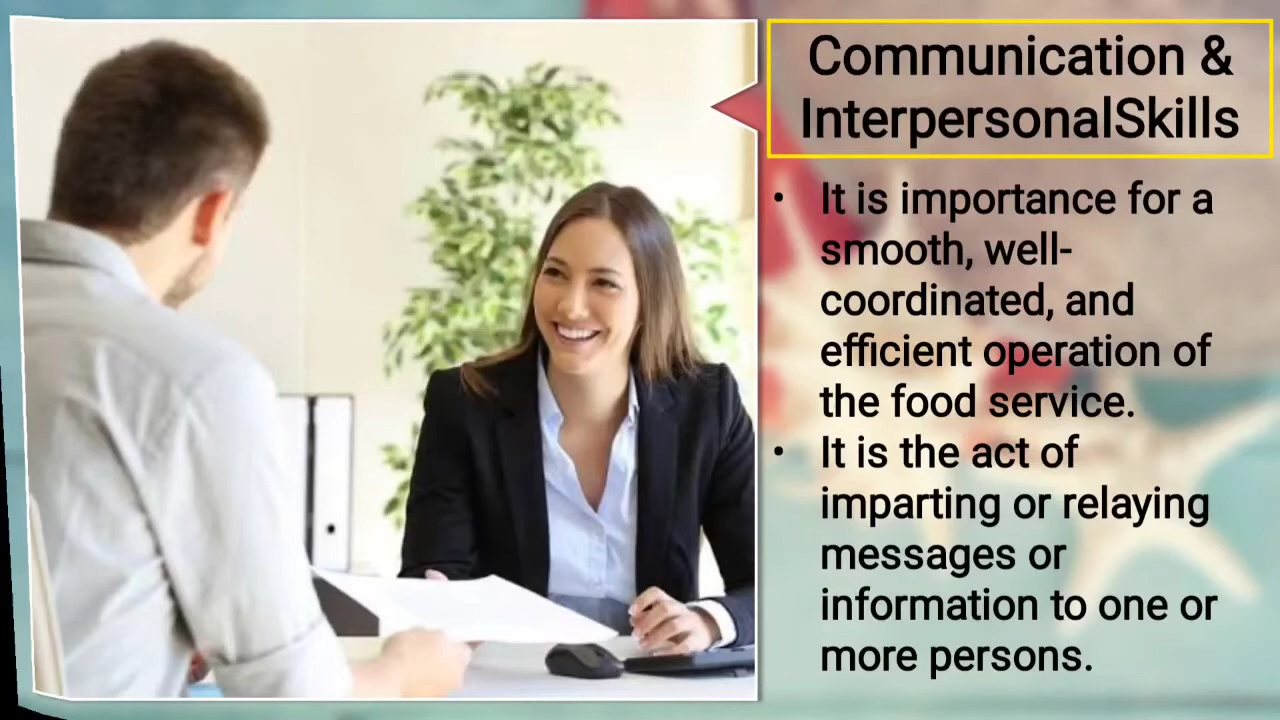 Communication &
InterpersonalSkills
• It is importance for a
smooth, well-
coordinated, and
efficient operation of
the food service.
• It is the act of
imparting or relaying
messages or
information to one or
more persons.